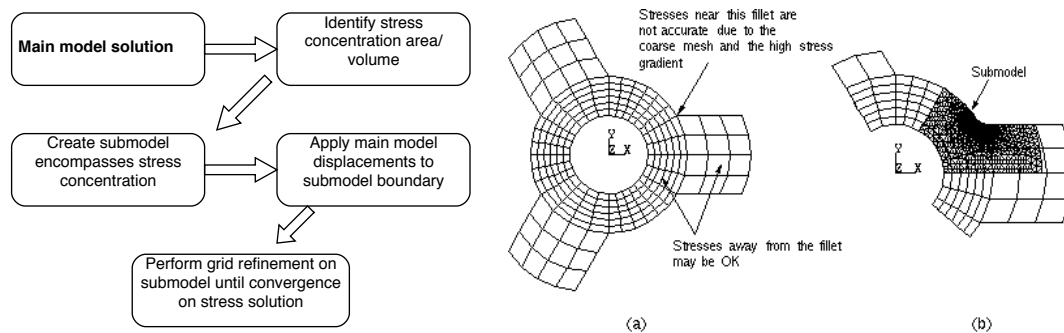 Main model solution
Identify stress
concentration area/
volume
Create submodel
encompasses stress
concentration
Apply main model
displacements to
submodel boundary
Perform grid refinement on
submodel until convergence
on stress solution
Stresses near this fillet are
not accurate due to the
coarse mesh and the high stress
gradient
Y
Z X
Stresses away from the fillet
may be OK
(a)
Submodel
Y
Z X
(b)